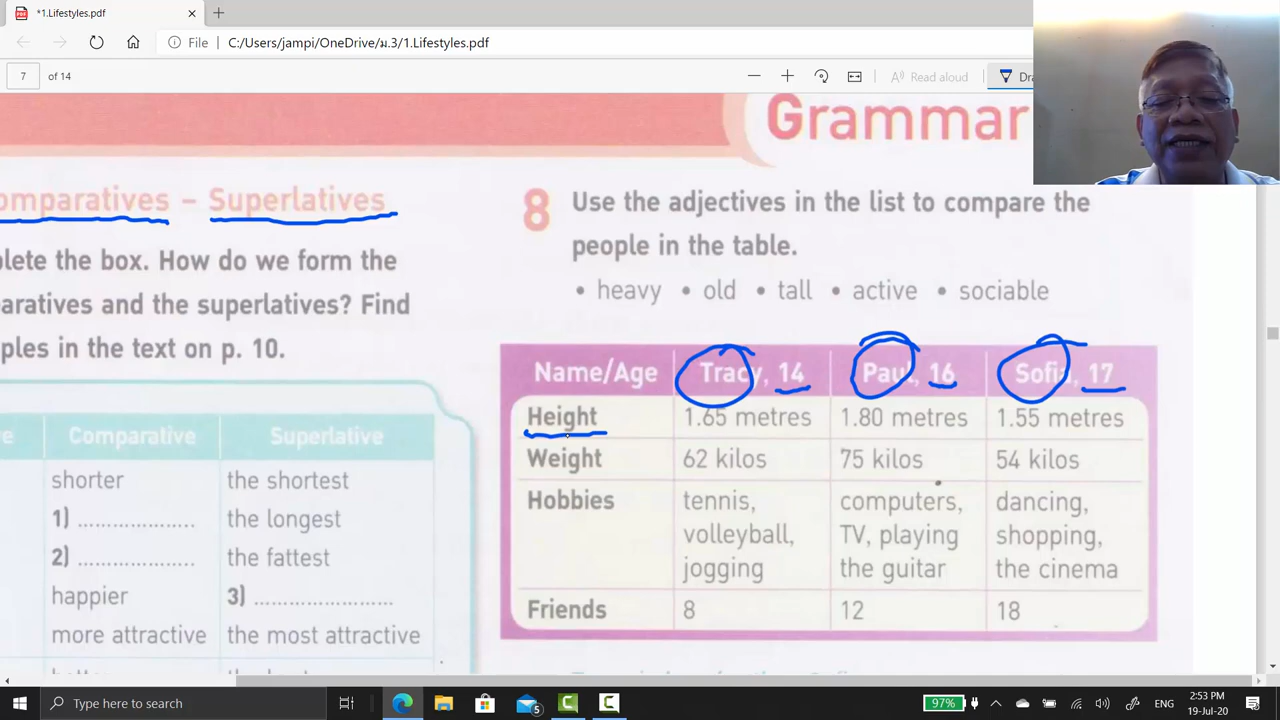 *1.Lifestyles.pdf
File C:/Users/jampi/OneDrive/ม.3/1.Lifestyles.pdf
7 of 14
Read aloud
Grammar
Superlatives
8 Use the adjectives in the list to compare the
people in the table.
• heavy • old • tall • active • sociable
. How do we form the
and the superlatives? Find
in the text on p. 10.
Comparative Superlative
shorter the shortest
1) ...................... the longest
2) ...................... the fattest
happier 3) ..........................
more attractive the most attractive
Name/Age Tracy, 14 Paul, 16 Sofia, 17
Height 1.65 metres 1.80 metres 1.55 metres
Weight 62 kilos 75 kilos 54 kilos
Hobbies tennis, computers, dancing,
volleyball, TV, playing shopping,
jogging the guitar the cinema
Friends 8 12 18
Type here to search
5
97%
ENG
2:53 PM
19-Jul-20